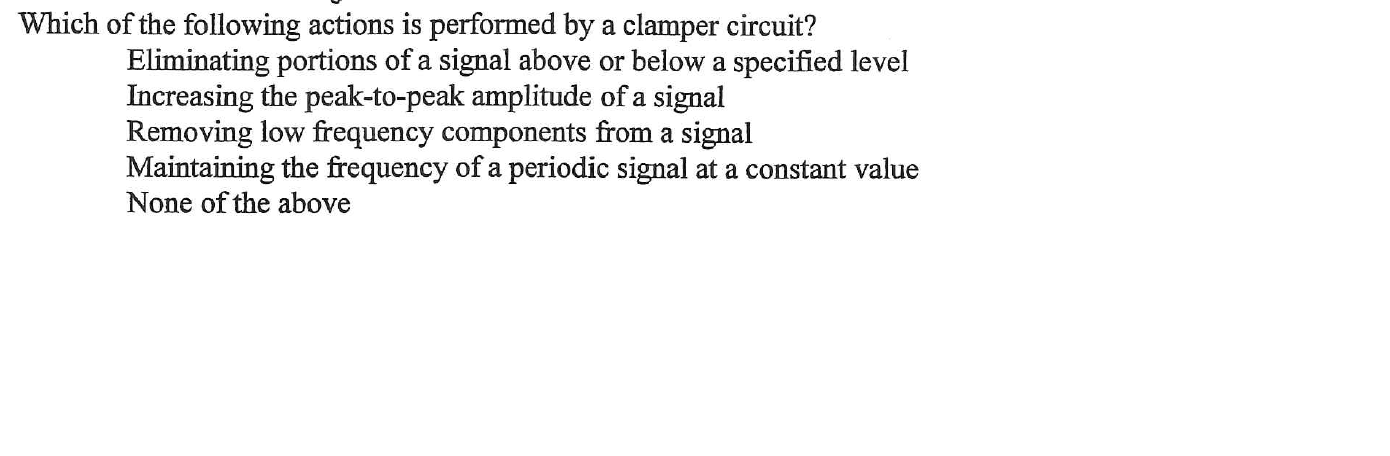 Which of the following actions is performed by a clamper circuit?
Eliminating portions of a signal above or below a specified level
Increasing the peak-to-peak amplitude of a signal
Removing low frequency components from a signal
Maintaining the frequency of a periodic signal at a constant value
None of the above